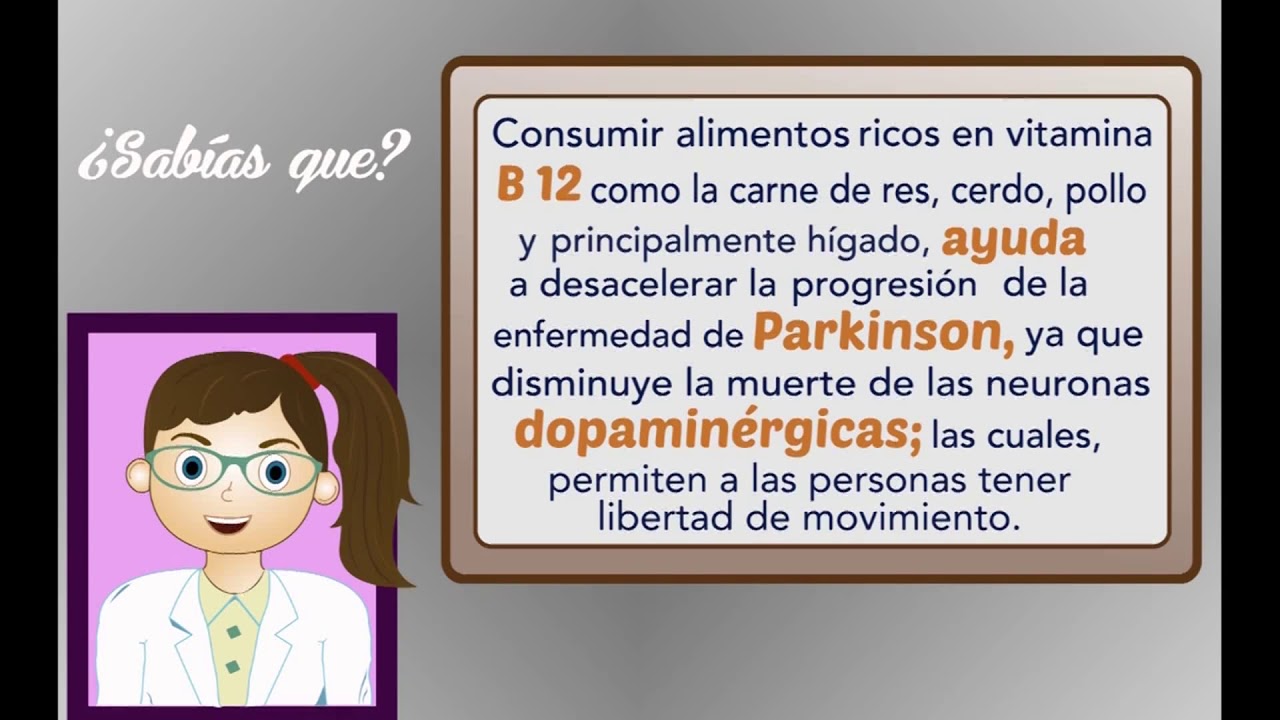 ¿Sabías que?
Consumir alimentos ricos en vitamina
B 12 como la carne de res, cerdo, pollo
y principalmente hígado, ayuda
a desacelerar la progresión de la
enfermedad de Parkinson, ya que
disminuye la muerte de las neuronas
dopaminérgicas; las cuales,
permiten a las personas tener
libertad de movimiento.